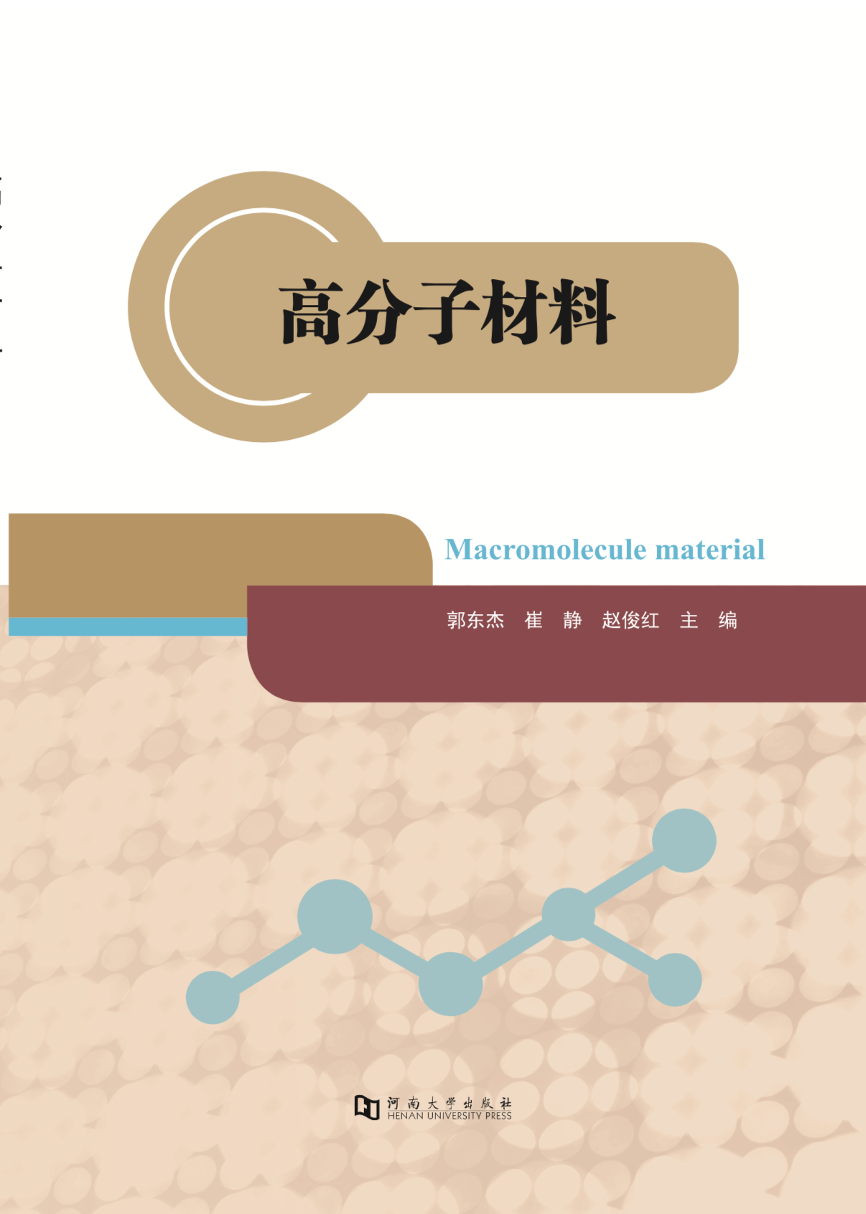 高分子材料
Macromolecule material
郭东杰 崔 静 赵俊红 主 编
河南大学出版社
HENAN UNIVERSITY PRESS